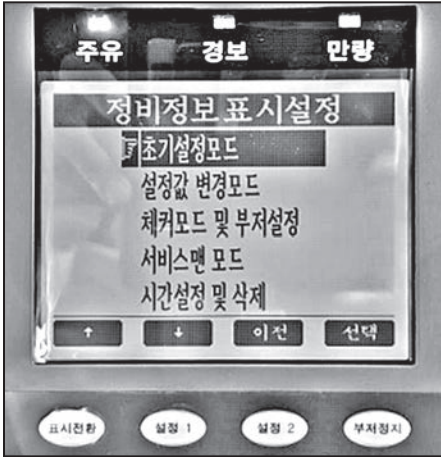 주유 경보 만량
정비정보표시설정
☞초기설정모드
설정값 변경모드
체커모드 및 부저설정
서비스맨 모드
시간설정 및 삭제
↑ ↓ 이전 선택
표시전환 설정 1 설정 2 부저정지